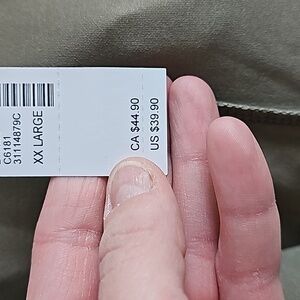 C6181
31114879C
XX LARGE
CA $44.90
US $39.90